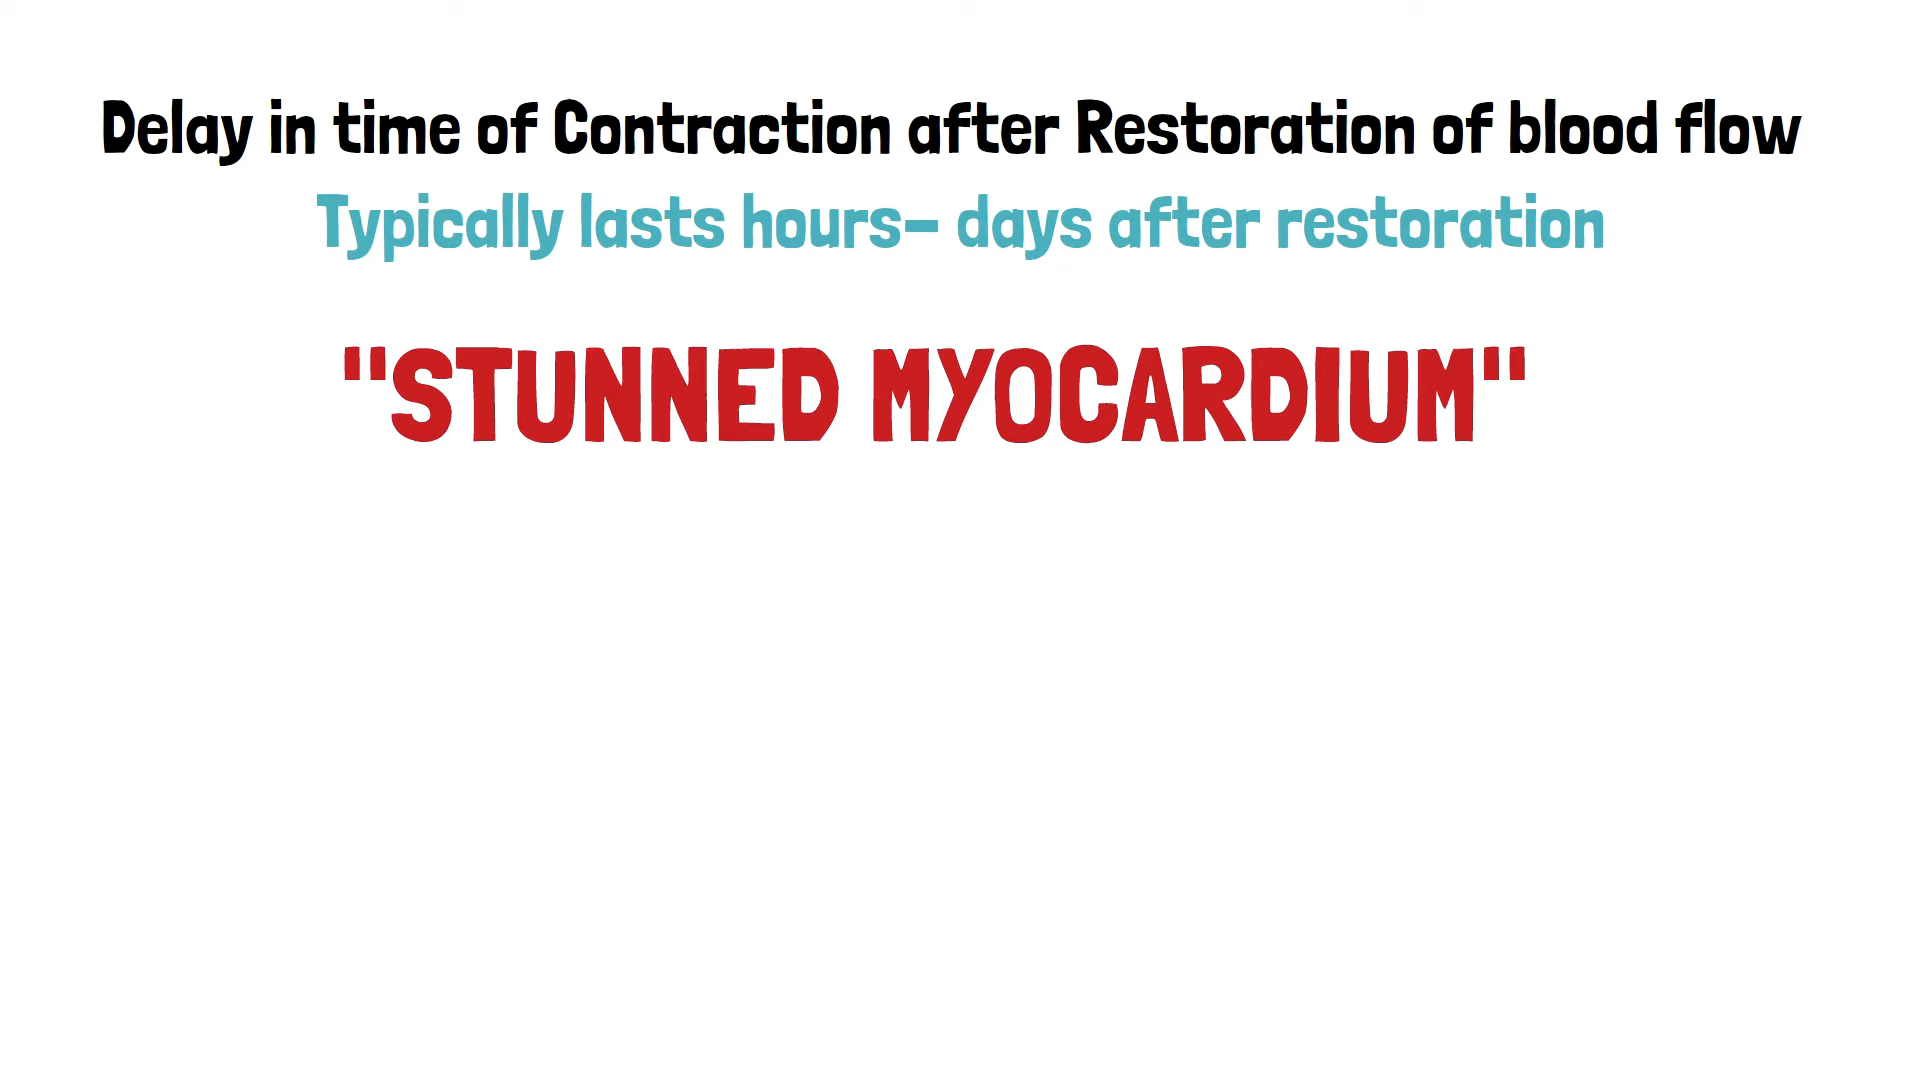 Delay in time of Contraction after Restoration of blood flow
Typically lasts hours- days after restoration
"STUNNED MYOCARDIUM"